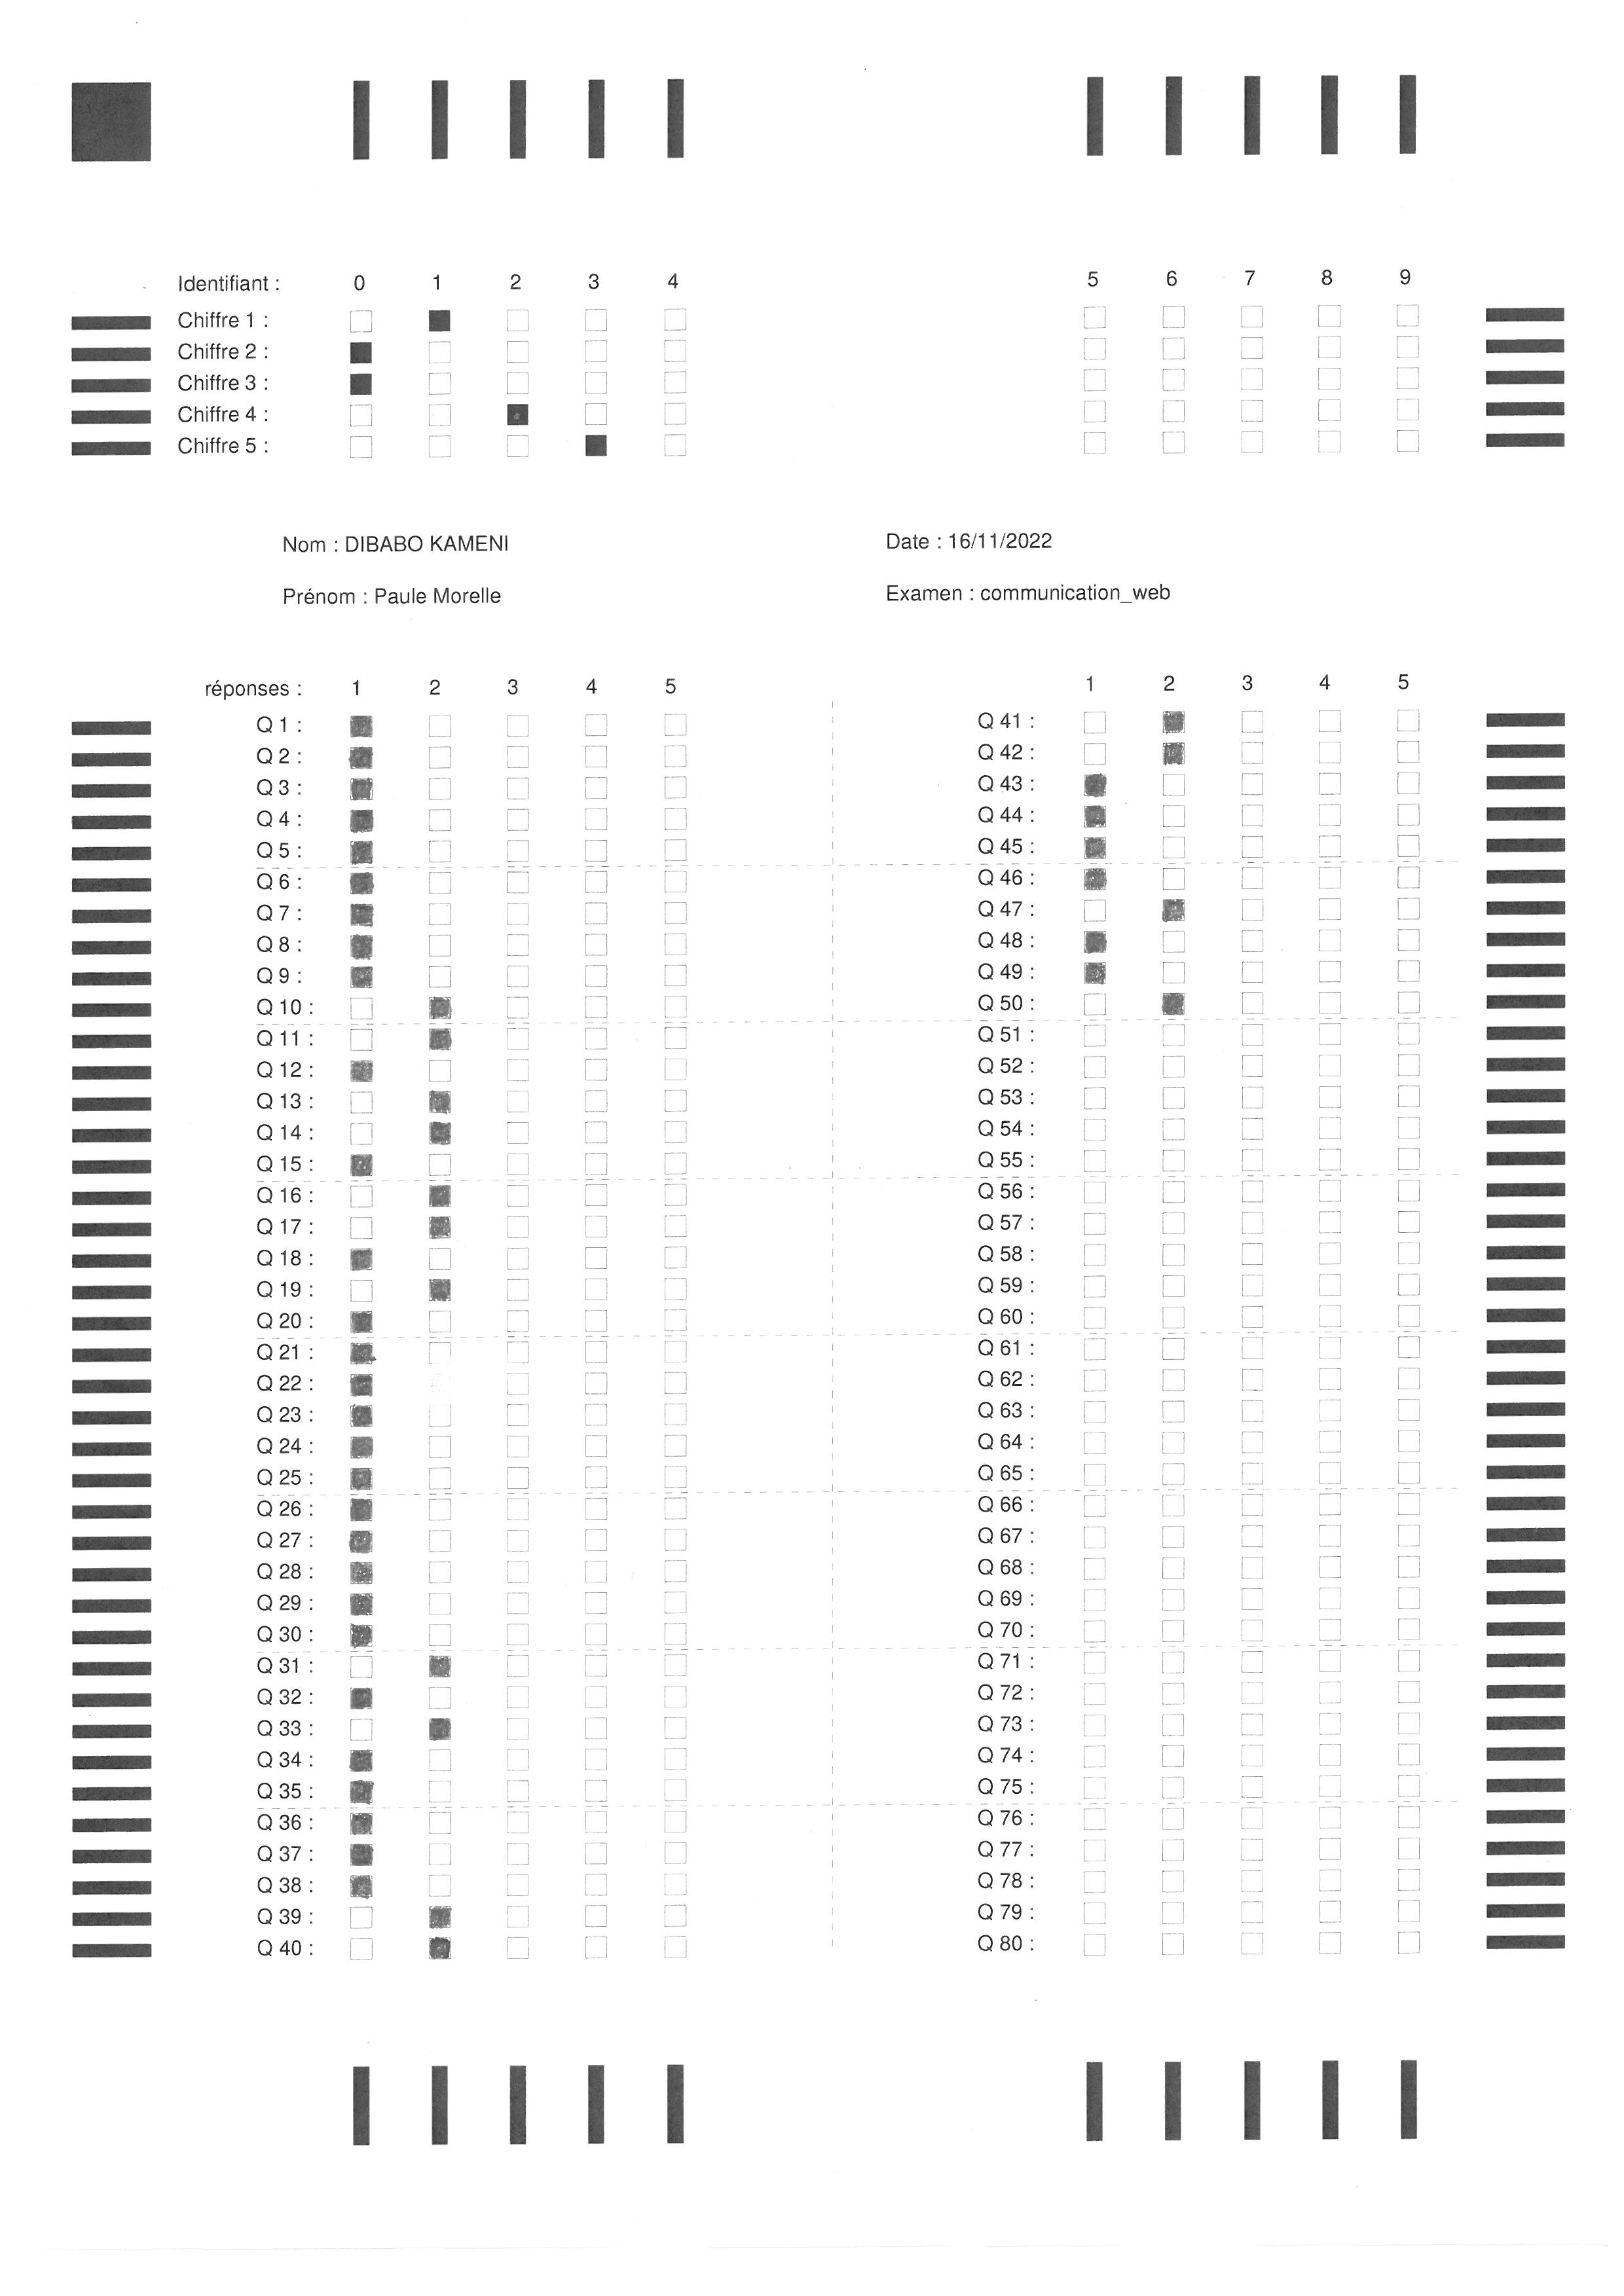 Identifiant : 0 1 2 3 4 5 6 7 8 9
Chiffre 1 :
Chiffre 2 :
Chiffre 3 :
Chiffre 4 :
Chiffre 5 :
Nom : DIBABO KAMENI
Date : 16/11/2022
Prénom : Paule Morelle
Examen : communication_web
réponses : 1 2 3 4 5
Q 1 :
Q 2 :
Q 3 :
Q 4 :
Q 5 :
Q 6 :
Q 7 :
Q 8 :
Q 9 :
Q 10 :
Q 11 :
Q 12 :
Q 13 :
Q 14 :
Q 15 :
Q 16 :
Q 17 :
Q 18 :
Q 19 :
Q 20 :
Q 21 :
Q 22 :
Q 23 :
Q 24 :
Q 25 :
Q 26 :
Q 27 :
Q 28 :
Q 29 :
Q 30 :
Q 31 :
Q 32 :
Q 33 :
Q 34 :
Q 35 :
Q 36 :
Q 37 :
Q 38 :
Q 39 :
Q 40 :
1 2 3 4 5
Q 41 :
Q 42 :
Q 43 :
Q 44 :
Q 45 :
Q 46 :
Q 47 :
Q 48 :
Q 49 :
Q 50 :
Q 51 :
Q 52 :
Q 53 :
Q 54 :
Q 55 :
Q 56 :
Q 57 :
Q 58 :
Q 59 :
Q 60 :
Q 61 :
Q 62 :
Q 63 :
Q 64 :
Q 65 :
Q 66 :
Q 67 :
Q 68 :
Q 69 :
Q 70 :
Q 71 :
Q 72 :
Q 73 :
Q 74 :
Q 75 :
Q 76 :
Q 77 :
Q 78 :
Q 79 :
Q 80 :